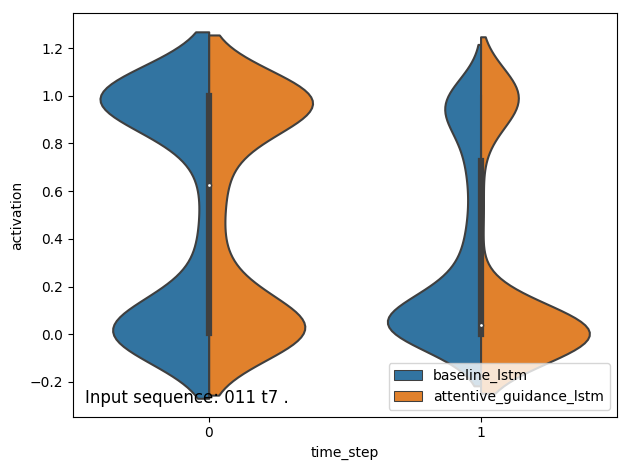 1.2
1.0
0.8
0.6
0.4
0.2
0.0
−0.2
activation
Input sequence: 011 t7 .
baseline_lstm
attentive_guidance_lstm
0
1
time_step